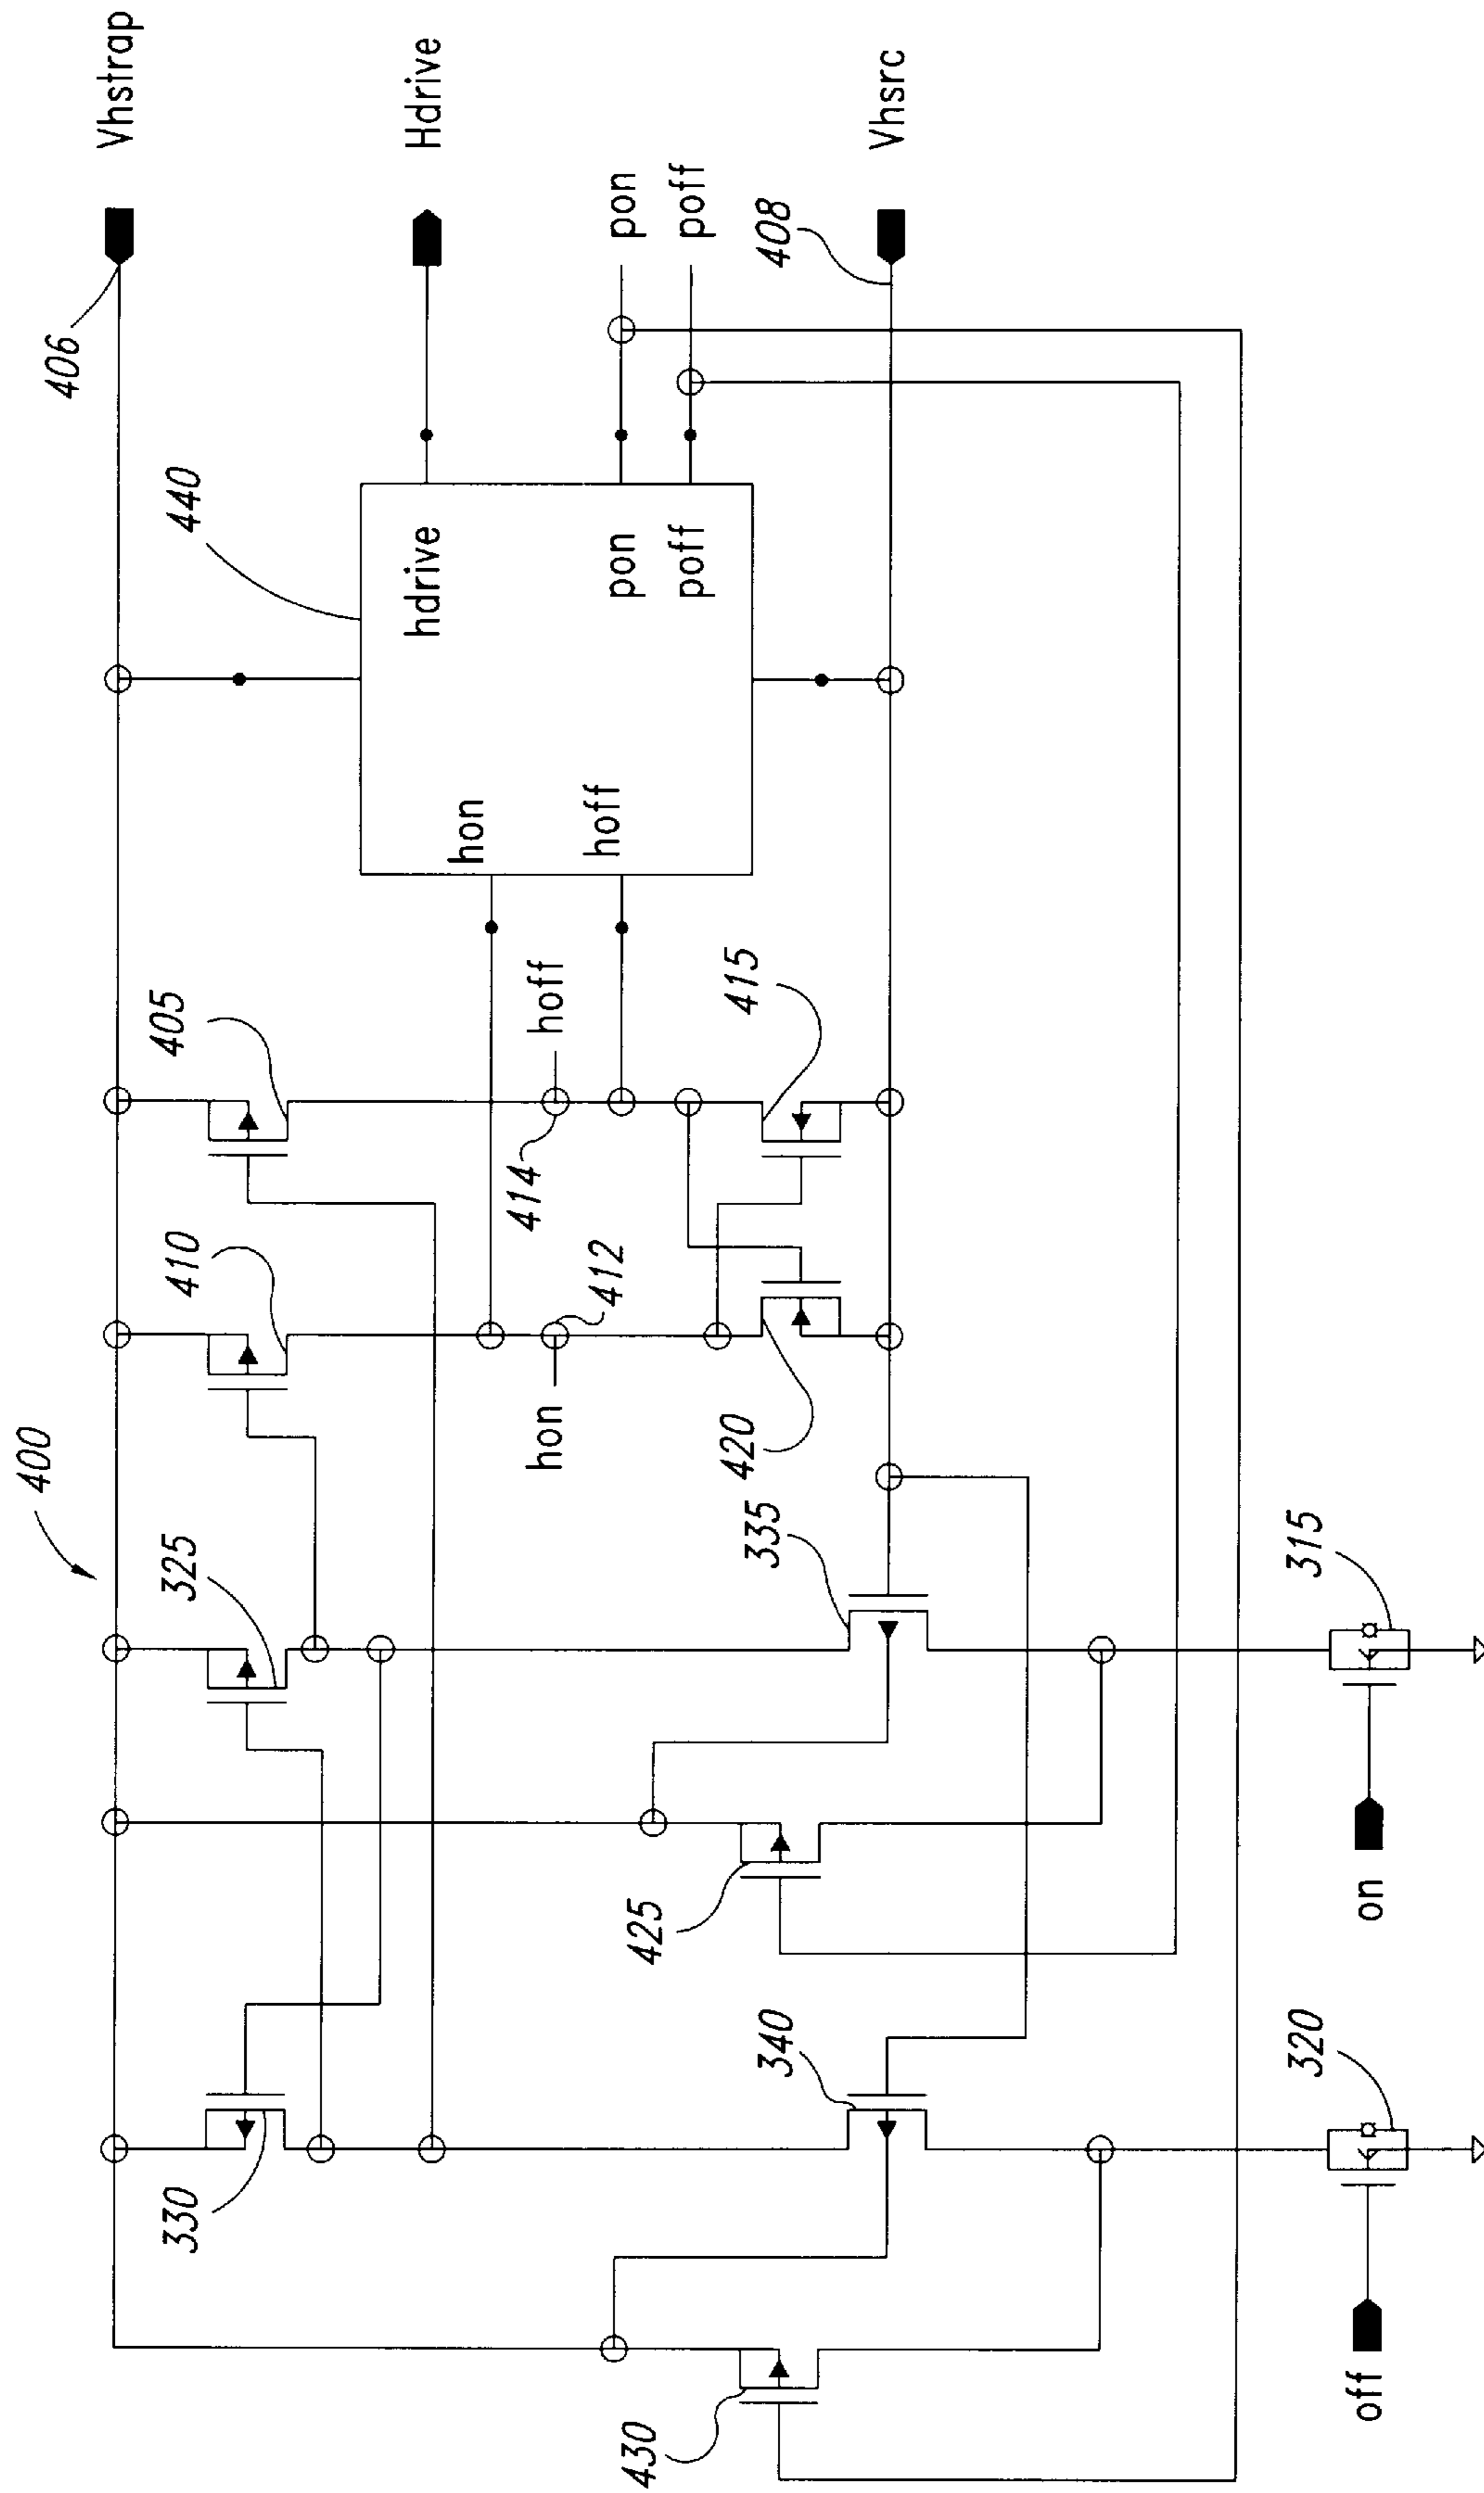 400
406
Vhstrap
325
410
405
330
440
hdrive
Hdrive
hon
hon
412
414
hoff
hoff
pon
pon
poff
poff
430
425
420
415
408
340
335
Vhsrc
off
320
on
315